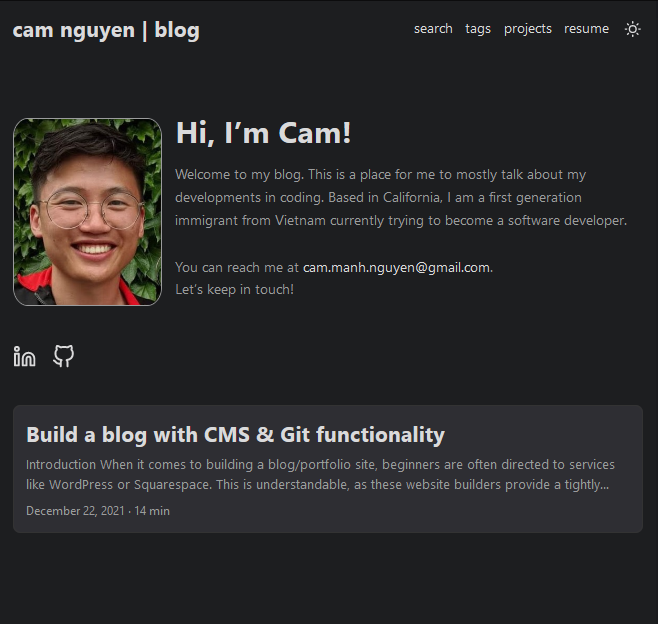 cam nguyen | blog
search tags projects resume
Hi, I’m Cam!
Welcome to my blog. This is a place for me to mostly talk about my
developments in coding. Based in California, I am a first generation
immigrant from Vietnam currently trying to become a software developer.
You can reach me at cam.manh.nguyen@gmail.com.
Let’s keep in touch!
Build a blog with CMS & Git functionality
Introduction When it comes to building a blog/portfolio site, beginners are often directed to services
like WordPress or Squarespace. This is understandable, as these website builders provide a tightly...
December 22, 2021 · 14 min